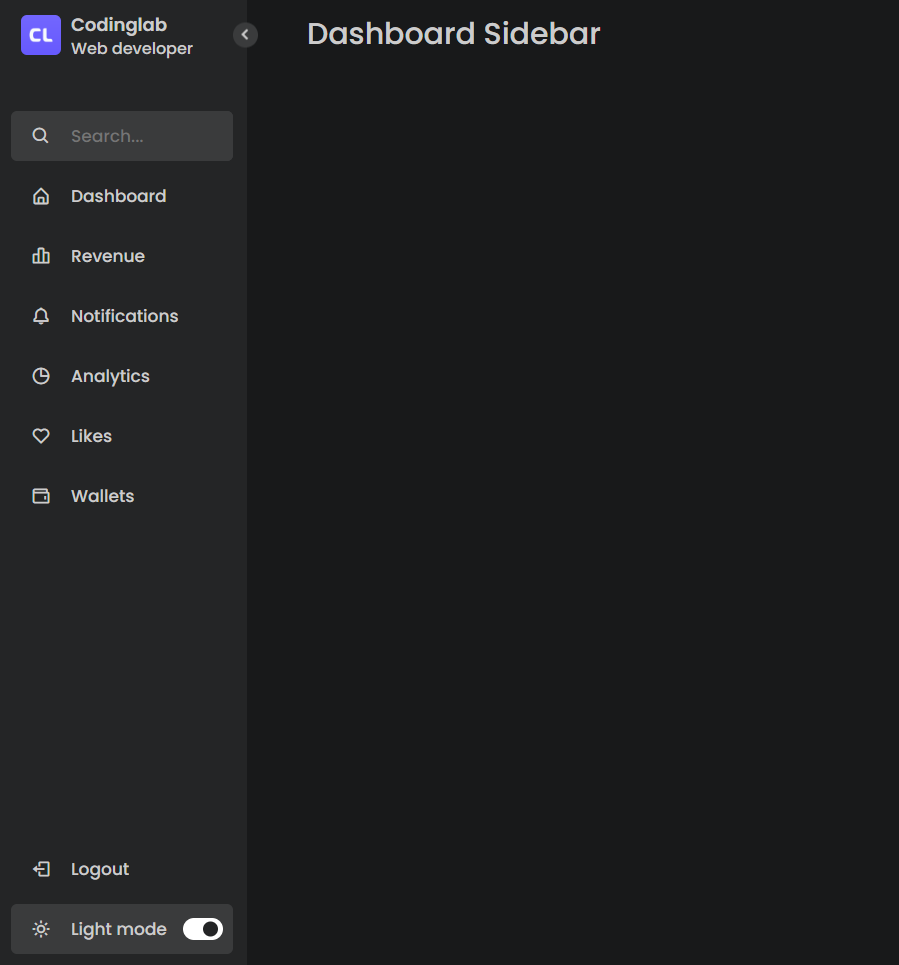 CL
Codinglab
Web developer
Dashboard Sidebar
Search...
Dashboard
Revenue
Notifications
Analytics
Likes
Wallets
Logout
Light mode